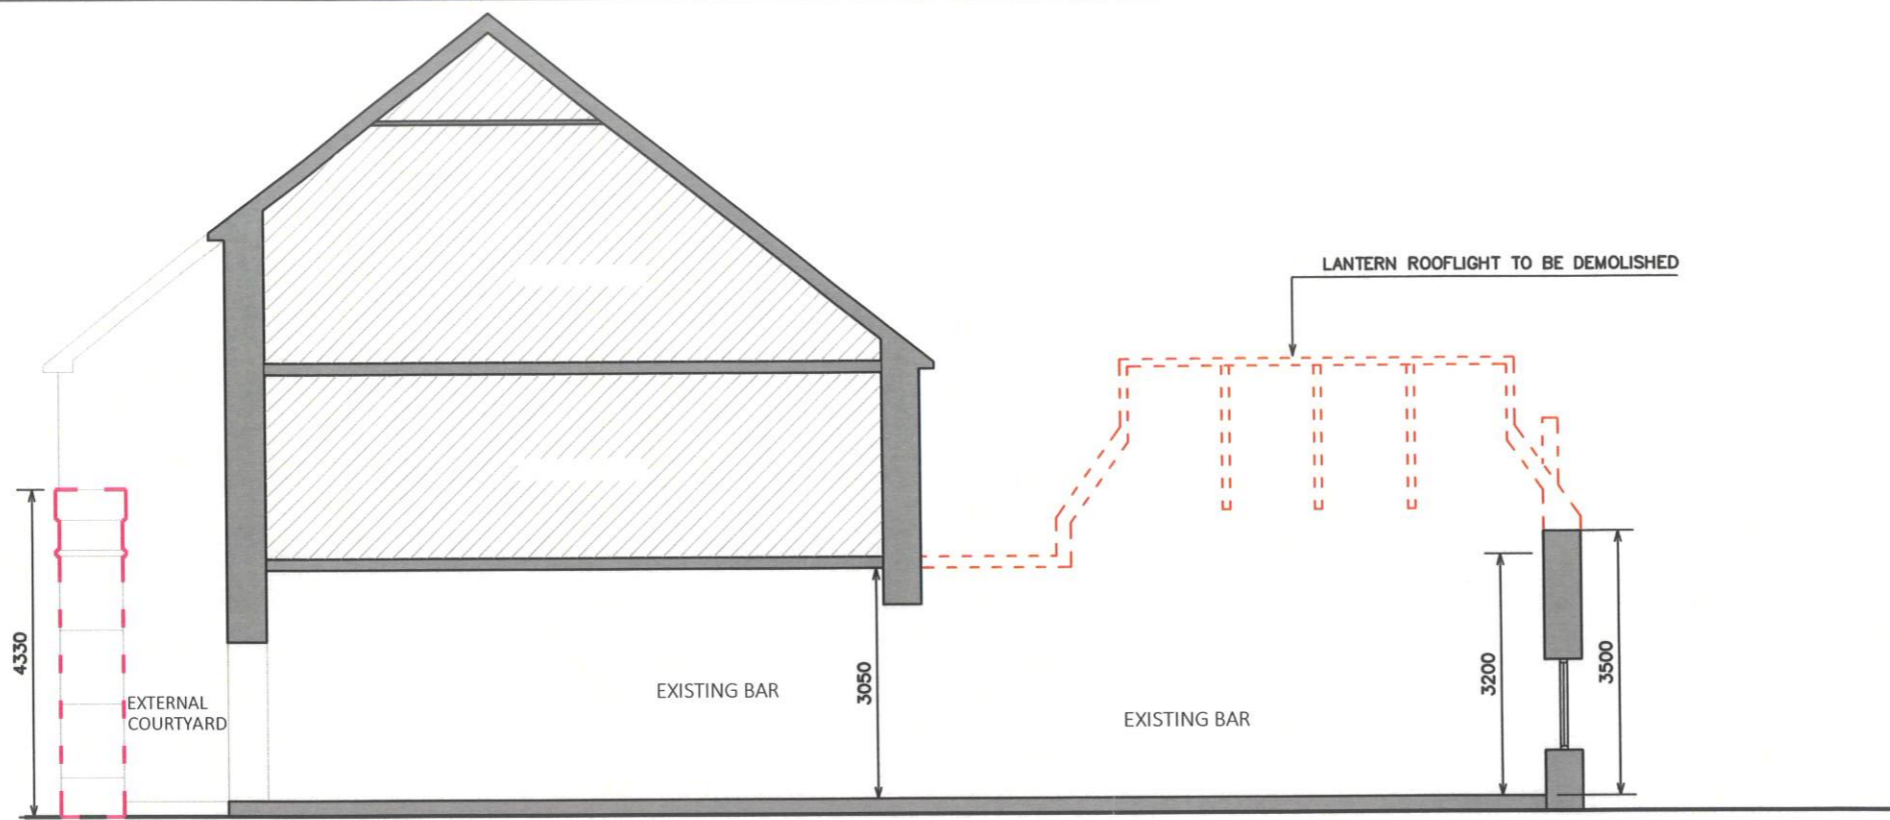 LANTERN ROOFLIGHT TO BE DEMOLISHED
4330
EXTERNAL
COURTYARD
EXISTING BAR
3050
EXISTING BAR
3200
3500